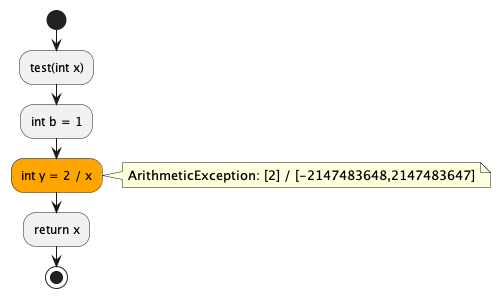 test(int x)
int b = 1
int y = 2 / x
ArithmeticException: [2] / [-2147483648,2147483647]
return x